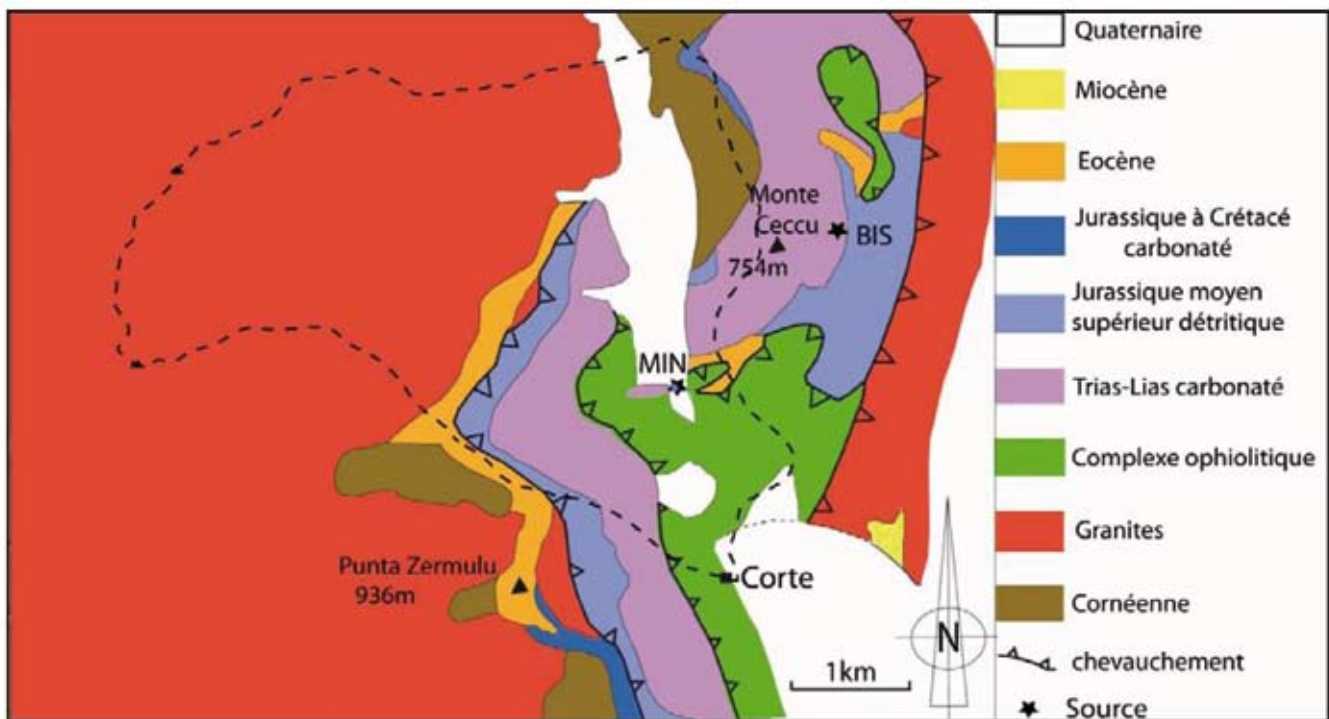 Monte
Ceccu
754m
BIS
MIN
Punta Zermulu
936m
Corte
1km
N
Quaternaire
Miocène
Eocène
Jurassique à Crétacé
carbonaté
Jurassique moyen
supérieur détritique
Trias-Lias carbonaté
Complexe ophiolitique
Granites
Cornéenne
chevauchement
Source